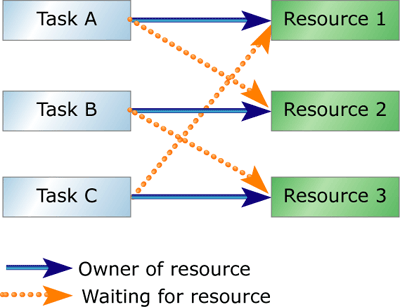 Task A
Resource 1
Task B
Resource 2
Task C
Resource 3
Owner of resource
Waiting for resource